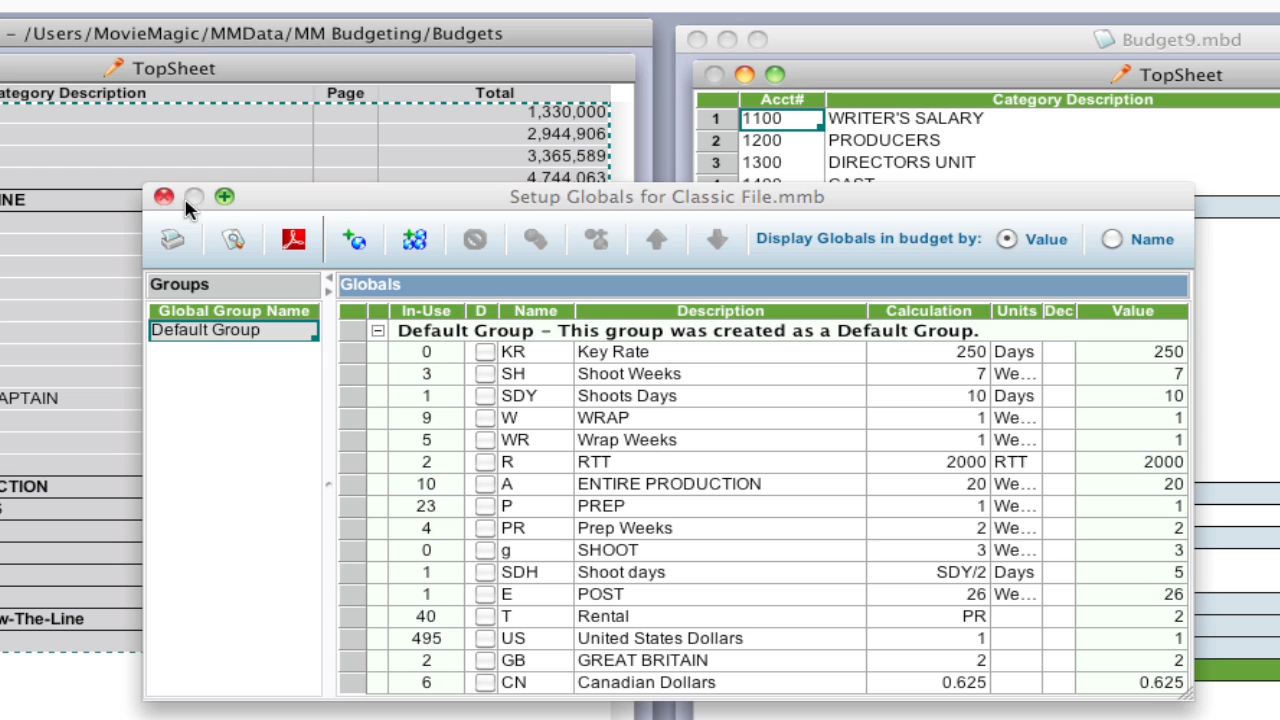 – /Users/MovieMagic/MMData/MM Budgeting/Budgets
TopSheet
ategory Description Page Total
1,330,000
2,944,906
3,365,589
4,744,063
INE
APTAIN
CTION
S
w-The-Line
Budget9.mbd
TopSheet
Acct# Category Description
1 1100 WRITER'S SALARY
2 1200 PRODUCERS
3 1300 DIRECTORS UNIT
4 1400 CAST
Setup Globals for Classic File.mmb
Display Globals in budget by: Value Name
Groups
Global Group Name
Default Group
Globals
In-Use D Name Description Calculation Units Dec Value
Default Group – This group was created as a Default Group.
0 KR Key Rate 250 Days 250
3 SH Shoot Weeks 7 We... 7
1 SDY Shoots Days 10 Days 10
9 W WRAP 1 We... 1
5 WR Wrap Weeks 1 We... 1
2 R RTT 2000 RTT 2000
10 A ENTIRE PRODUCTION 20 We... 20
23 P PREP 1 We... 1
4 PR Prep Weeks 2 We... 2
0 g SHOOT 3 We... 3
1 SDH Shoot days SDY/2 Days 5
1 E POST 26 We... 26
40 T Rental PR 2
495 US United States Dollars 1 1
2 GB GREAT BRITAIN 2 2
6 CN Canadian Dollars 0.625 0.625